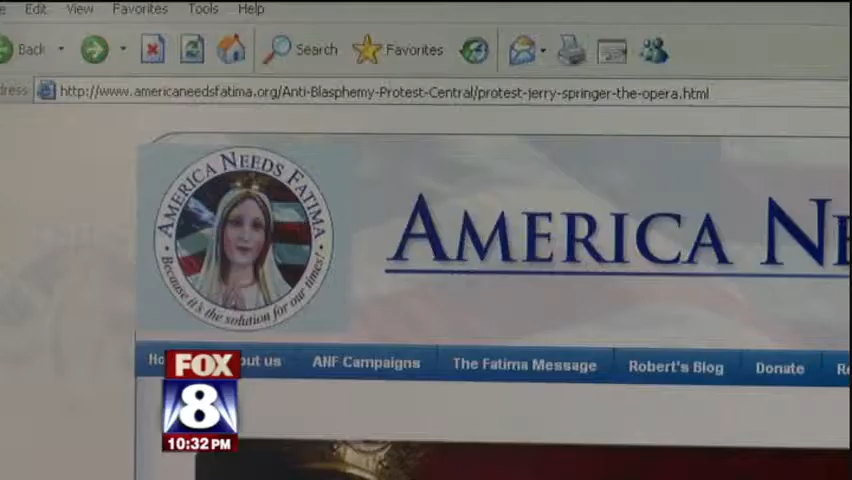 Edit View Favorites Tools Help
Back Search Favorites
http://www.americaneedsfatima.org/Anti-Blasphemy-Protest-Central/protest-jerry-springer-the-opera.html
AMERICA NEEDS FATIMA
Because it's the solution for our times!
AMERICA
ANF Campaigns The Fatima Message Robert's Blog Donate
FOX
8
10:32 PM